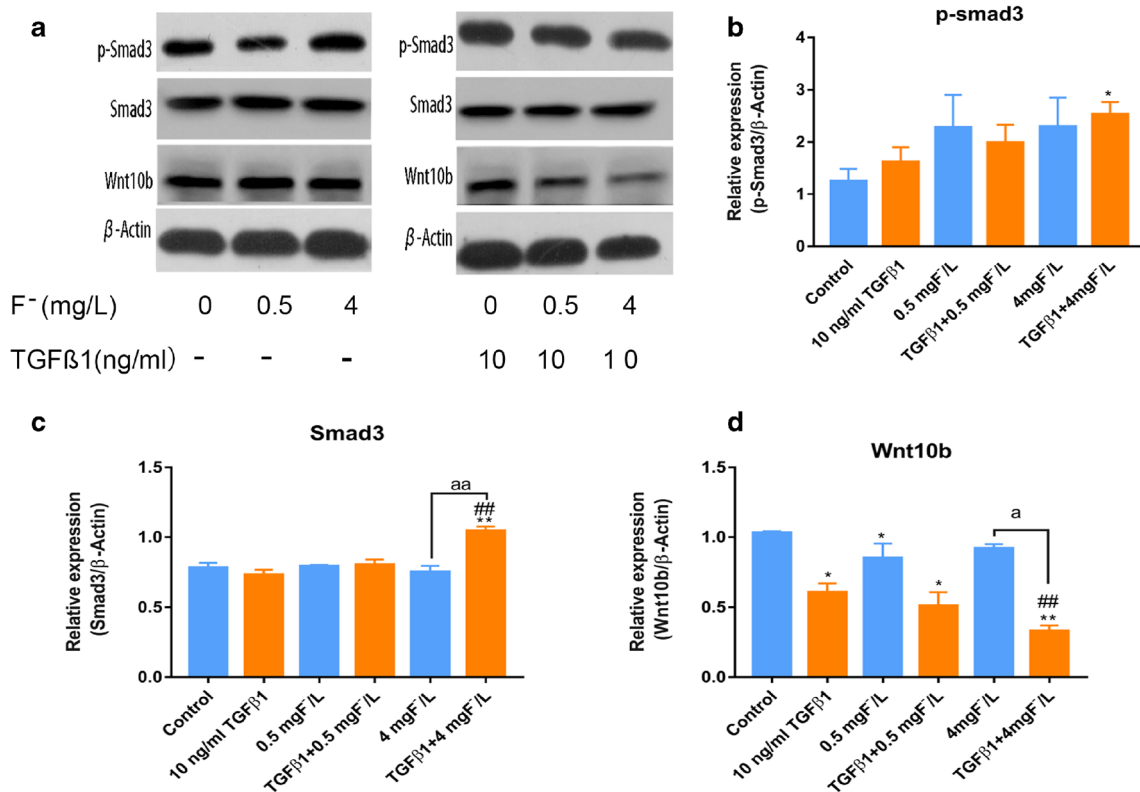 a
p-Smad3
Smad3
Wnt10b
β-Actin
p-Smad3
Smad3
Wnt10b
β-Actin
F⁻(mg/L) 0 0.5 4 0 0.5 4
TGFß1(ng/ml) - - - 10 10 1 0
b
p-smad3
Relative expression
(p-Smad3/β-Actin)
4
3
2
1
0
*
Control
10 ng/ml TGFβ1
0.5 mgF⁻/L
TGFβ1+0.5 mgF⁻/L
4mgF⁻/L
TGFβ1+4mgF⁻/L
c
Smad3
Relative expression
(Smad3/β-Actin)
1.5
1.0
0.5
0.0
aa
##
**
Control
10 ng/ml TGFβ1
0.5 mgF⁻/L
TGFβ1+0.5 mgF⁻/L
4 mgF⁻/L
TGFβ1+4 mgF⁻/L
d
Wnt10b
Relative expression
(Wnt10b/β-Actin)
1.5
1.0
0.5
0.0
*
*
*
a
##
**
Control
10 ng/ml TGFβ1
0.5 mgF⁻/L
TGFβ1+0.5 mgF⁻/L
4mgF⁻/L
TGFβ1+4mgF⁻/L